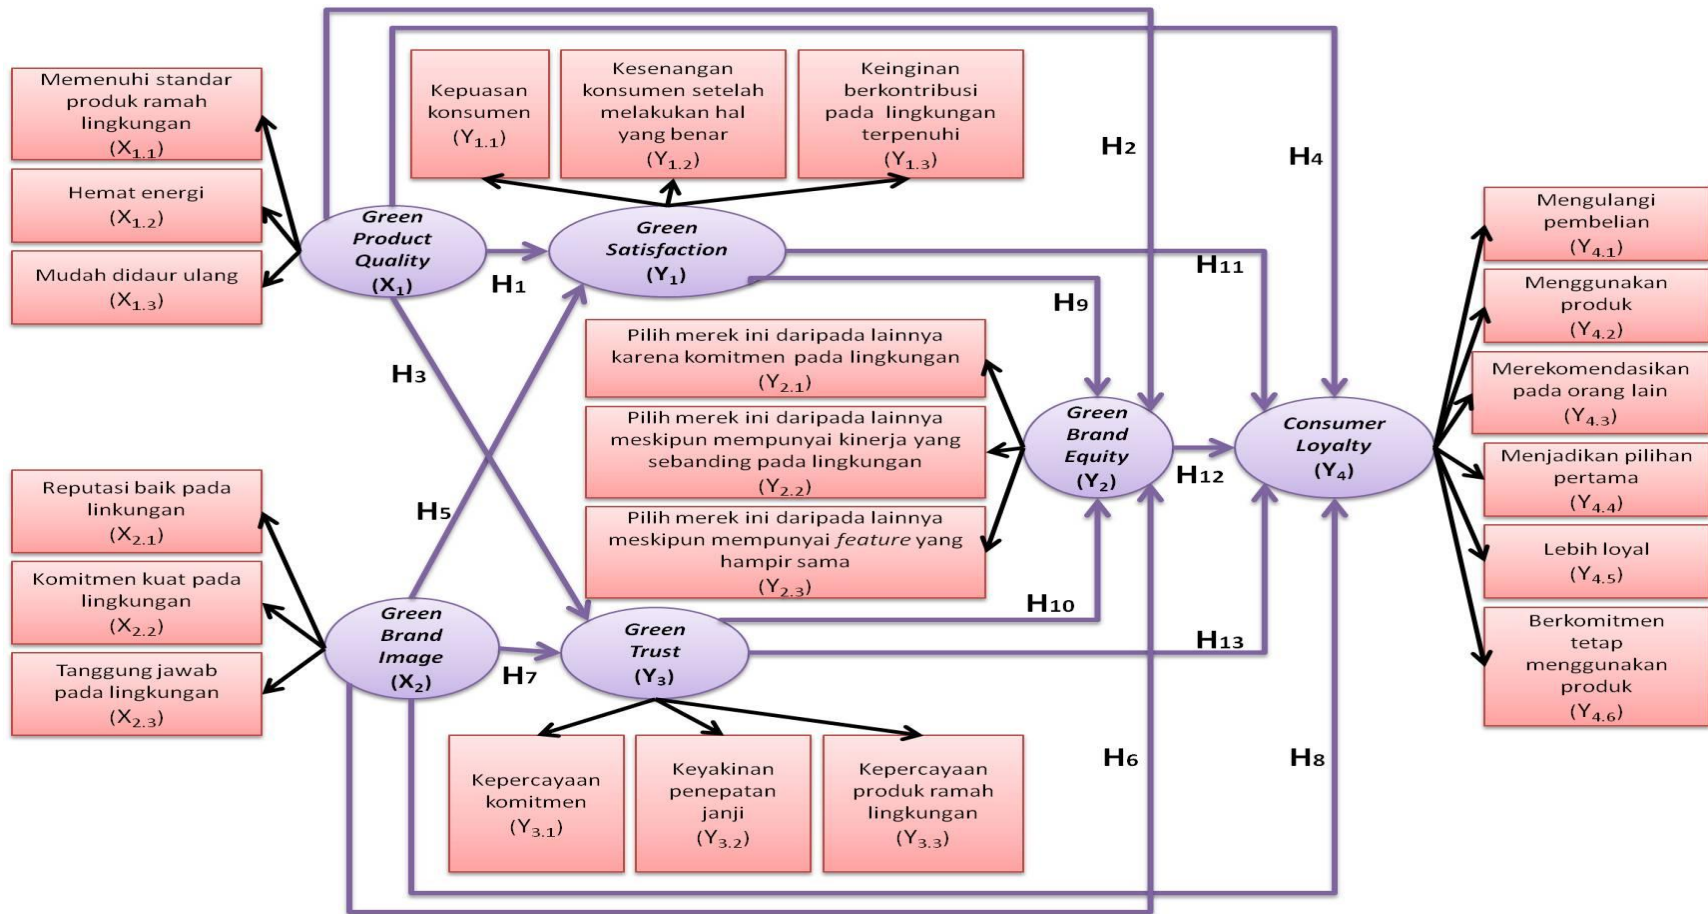 Memenuhi standar
produk ramah
lingkungan
(X1.1)
Hemat energi
(X1.2)
Mudah didaur ulang
(X1.3)
Kepuasan
konsumen
(Y1.1)
Kesenangan
konsumen setelah
melakukan hal
yang benar
(Y1.2)
Keinginan
berkontribusi
pada lingkungan
terpenuhi
(Y1.3)
H2
H4
Green
Product
Quality
(X1)
H1
Green
Satisfaction
(Y1)
H11
H9
H3
H5
Pilih merek ini daripada lainnya
karena komitmen pada lingkungan
(Y2.1)
Pilih merek ini daripada lainnya
meskipun mempunyai kinerja yang
sebanding pada lingkungan
(Y2.2)
Pilih merek ini daripada lainnya
meskipun mempunyai feature yang
hampir sama
(Y2.3)
Green
Brand
Equity
(Y2)
H12
Consumer
Loyalty
(Y4)
Mengulangi
pembelian
(Y4.1)
Menggunakan
produk
(Y4.2)
Merekomendasikan
pada orang lain
(Y4.3)
Menjadikan pilihan
pertama
(Y4.4)
Lebih loyal
(Y4.5)
Berkomitmen
tetap
menggunakan
produk
(Y4.6)
Reputasi baik pada
linkungan
(X2.1)
Komitmen kuat pada
lingkungan
(X2.2)
Tanggung jawab
pada lingkungan
(X2.3)
Green
Brand
Image
(X2)
H7
Green
Trust
(Y3)
H10
H13
H6
H8
Kepercayaan
komitmen
(Y3.1)
Keyakinan
penepatan
janji
(Y3.2)
Kepercayaan
produk ramah
lingkungan
(Y3.3)